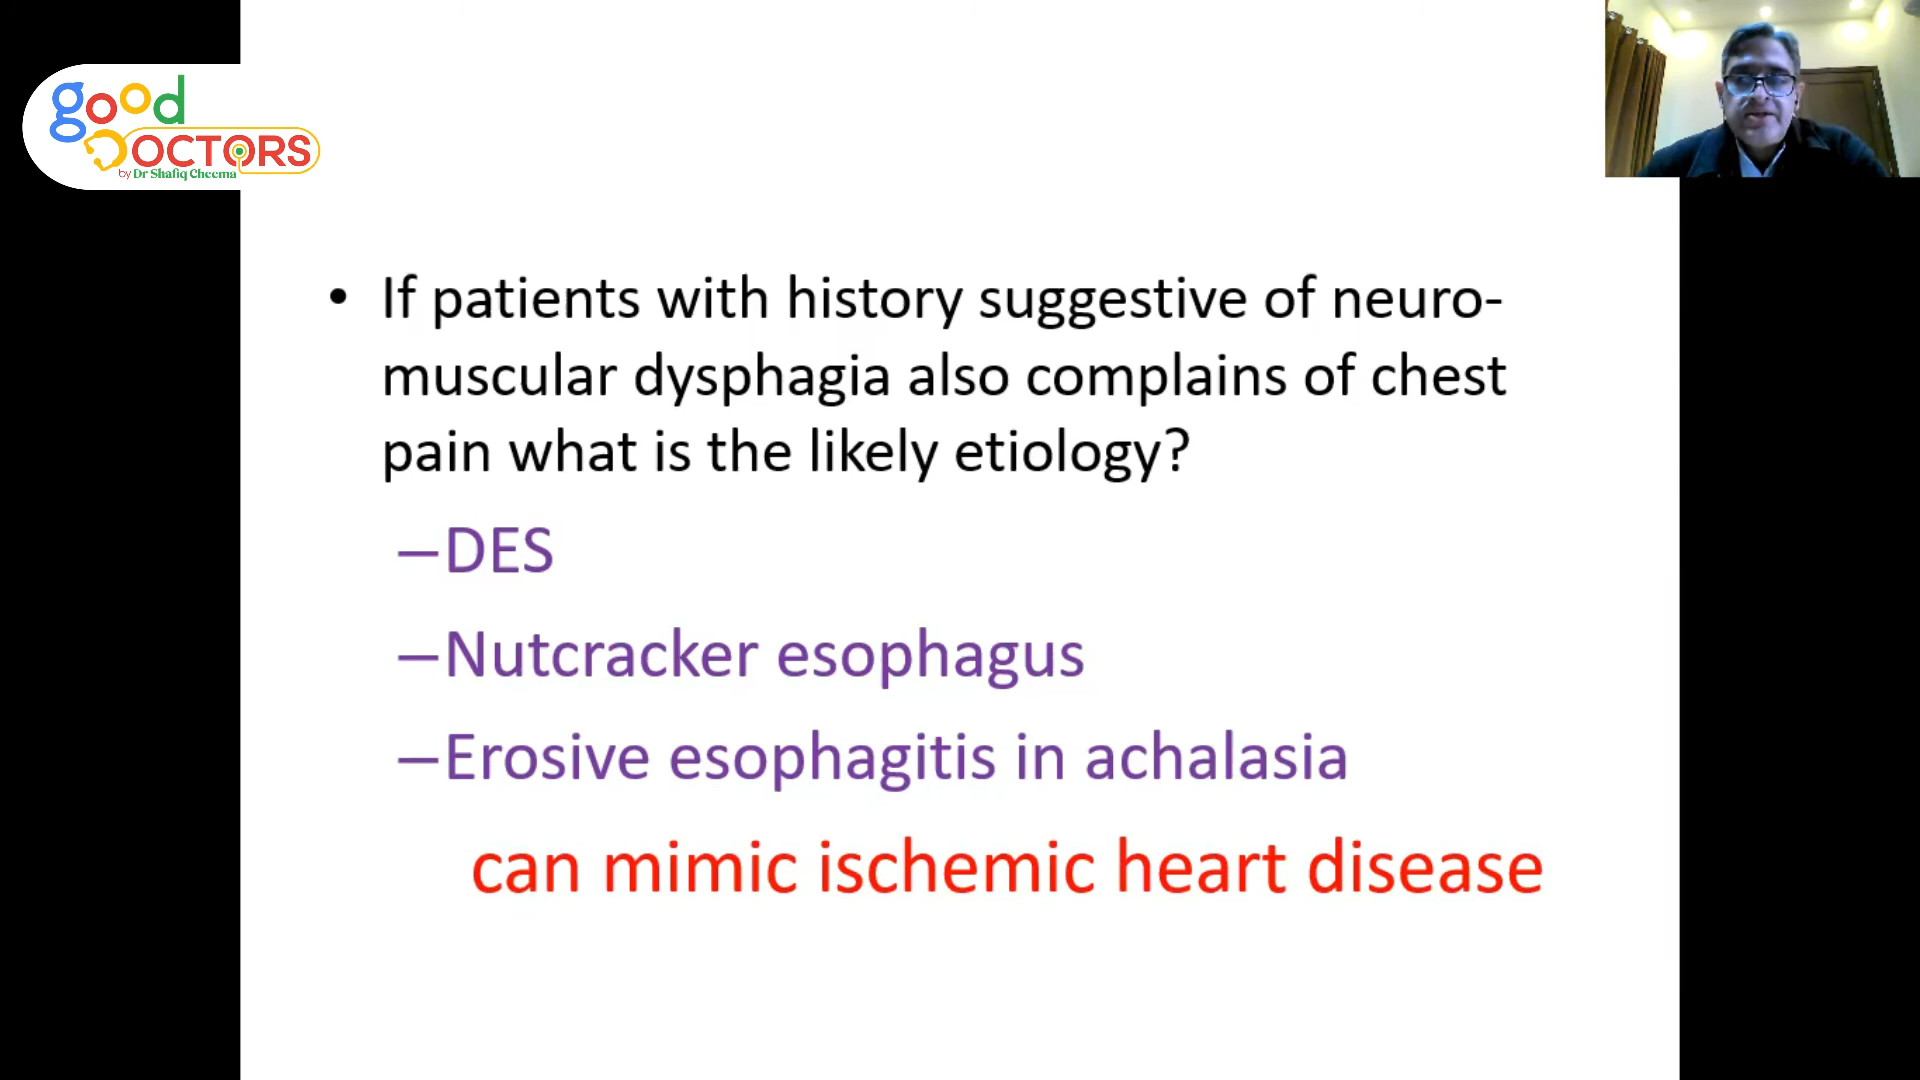 good
DOCTORS
by Dr Shafiq Cheema
• If patients with history suggestive of neuro-
muscular dysphagia also complains of chest
pain what is the likely etiology?
–DES
–Nutcracker esophagus
–Erosive esophagitis in achalasia
can mimic ischemic heart disease